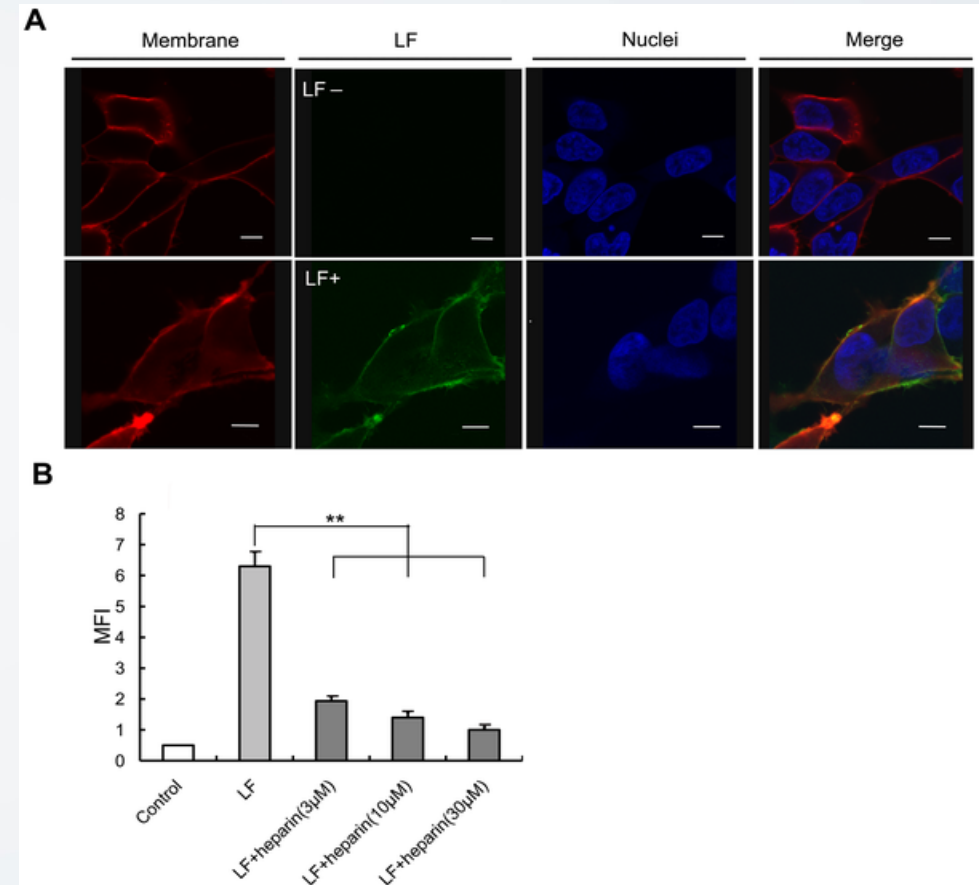 A
Membrane LF Nuclei Merge
LF –
LF+
B
8
7
6
5
4
3
2
1
0
MFI
**
Control
LF
LF+heparin(3μM)
LF+heparin(10μM)
LF+heparin(30μM)